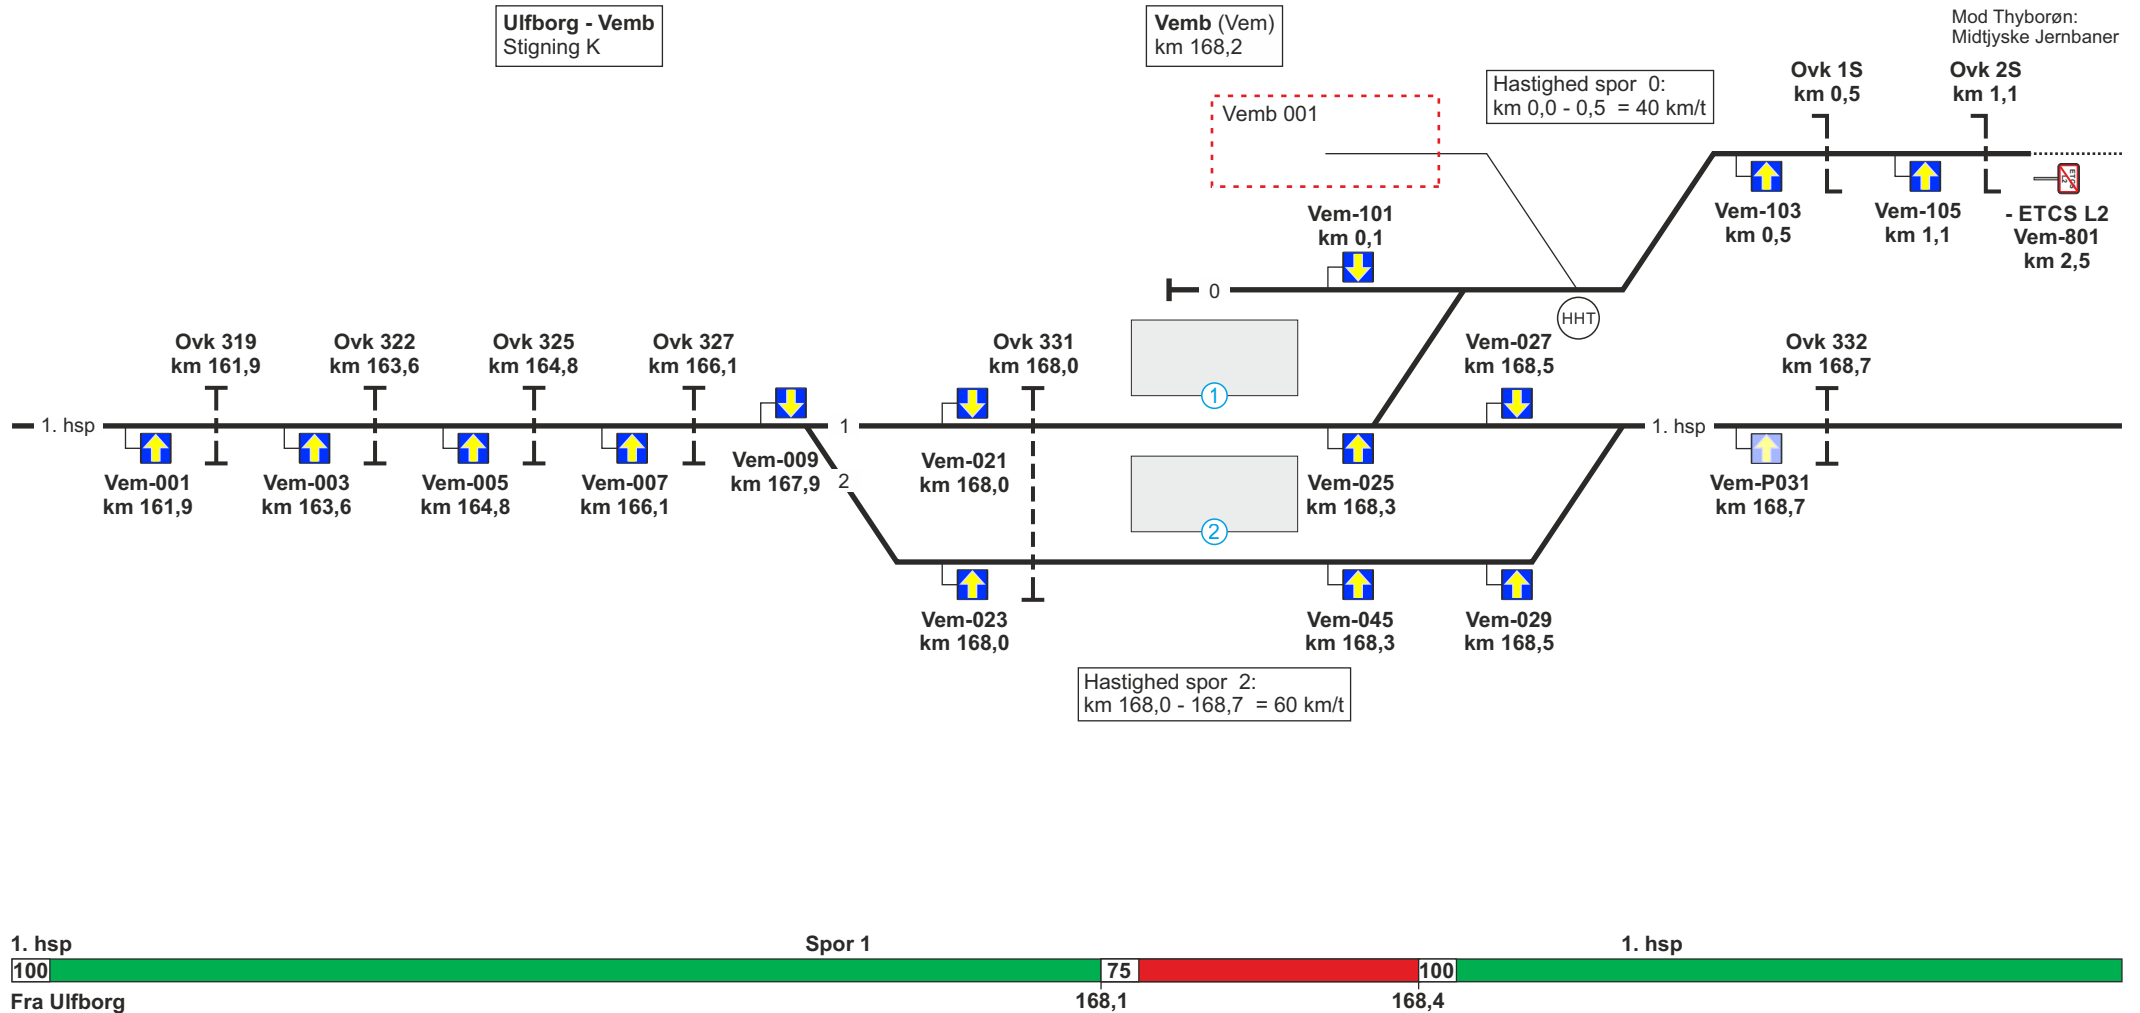 Ulfborg - Vemb
Stigning K
Vemb (Vem)
km 168,2
Mod Thyborøn:
Midtjyske Jernbaner
Hastighed spor 0:
km 0,0 - 0,5 = 40 km/t
Ovk 1S
km 0,5
Ovk 2S
km 1,1
Vemb 001
Vem-101
km 0,1
Vem-103
km 0,5
Vem-105
km 1,1
ETCS L2
- ETCS L2
Vem-801
km 2,5
0
HHT
Ovk 319
km 161,9
Ovk 322
km 163,6
Ovk 325
km 164,8
Ovk 327
km 166,1
Ovk 331
km 168,0
Vem-027
km 168,5
Ovk 332
km 168,7
1
1. hsp
1
1. hsp
Vem-001
km 161,9
Vem-003
km 163,6
Vem-005
km 164,8
Vem-007
km 166,1
Vem-009
km 167,9
2
Vem-021
km 168,0
Vem-025
km 168,3
Vem-P031
km 168,7
2
Vem-023
km 168,0
Vem-045
km 168,3
Vem-029
km 168,5
Hastighed spor 2:
km 168,0 - 168,7 = 60 km/t
1. hsp
Spor 1
1. hsp
100
75
100
Fra Ulfborg
168,1
168,4